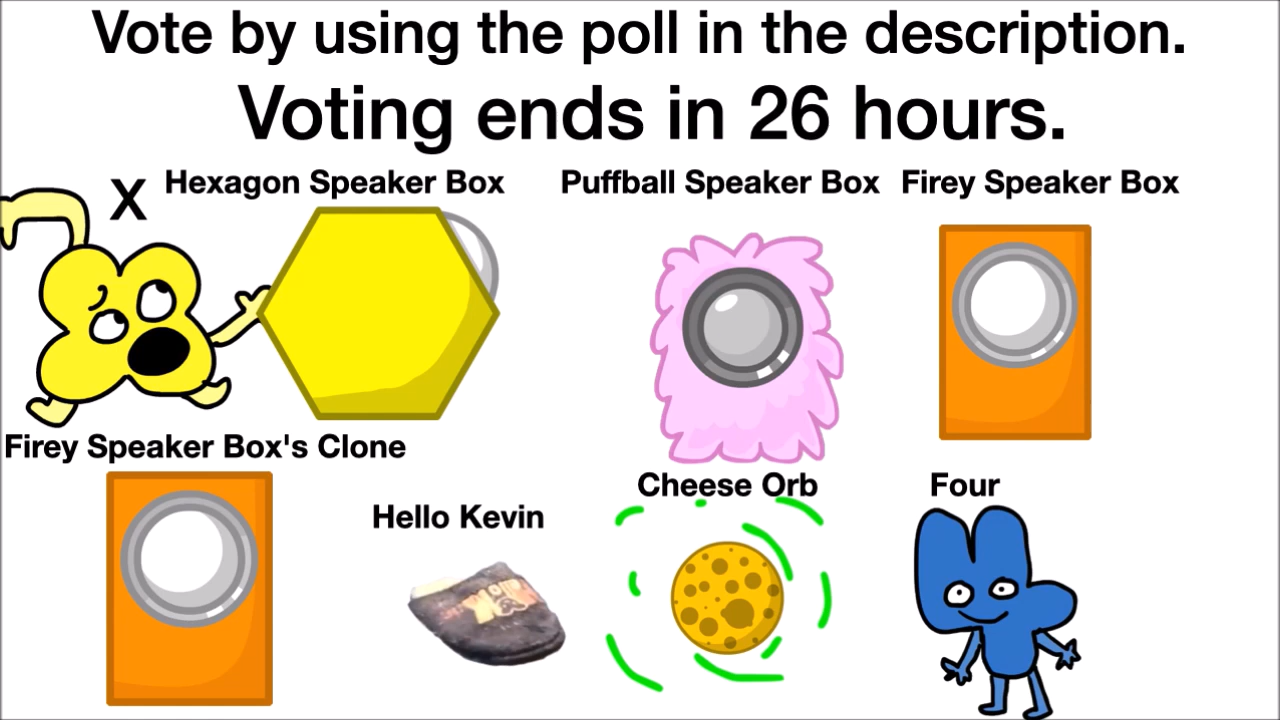 Vote by using the poll in the description.
Voting ends in 26 hours.
X
Hexagon Speaker Box
Puffball Speaker Box
Firey Speaker Box
Firey Speaker Box's Clone
Hello Kevin
Cheese Orb
Four